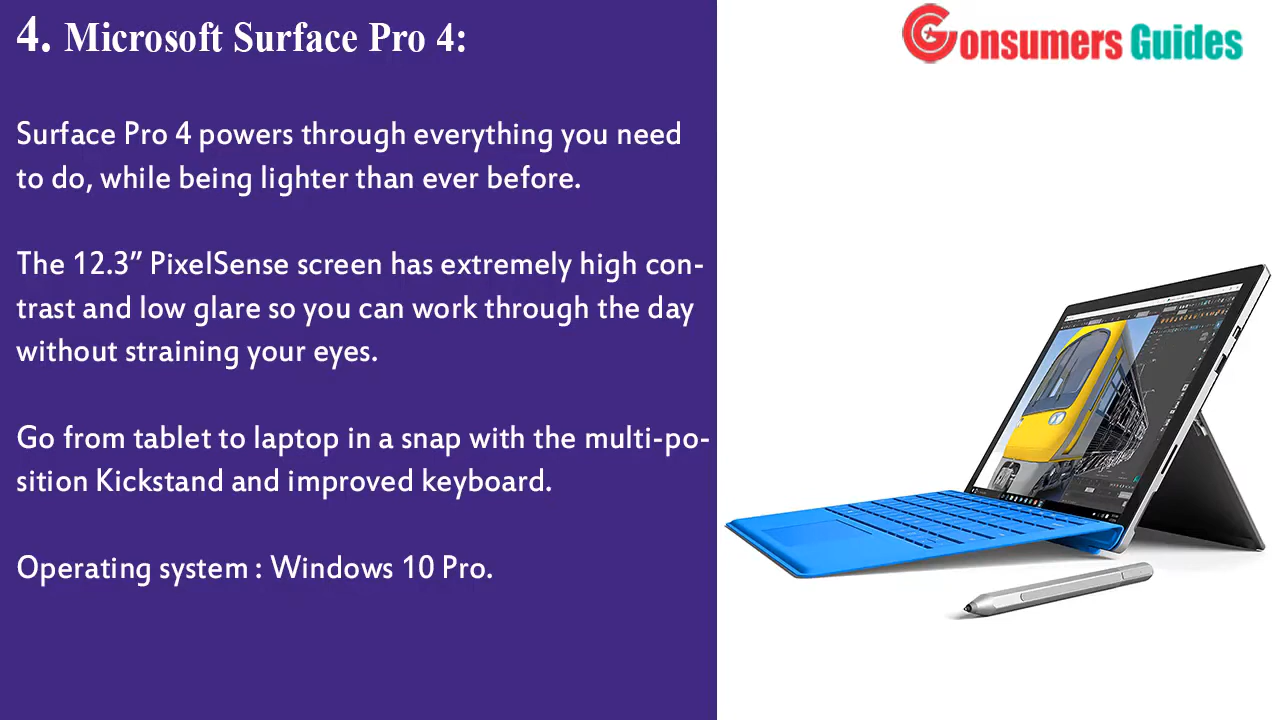 4. Microsoft Surface Pro 4:
Consumers Guides
Surface Pro 4 powers through everything you need
to do, while being lighter than ever before.
The 12.3” PixelSense screen has extremely high con-
trast and low glare so you can work through the day
without straining your eyes.
Go from tablet to laptop in a snap with the multi-po-
sition Kickstand and improved keyboard.
Operating system : Windows 10 Pro.